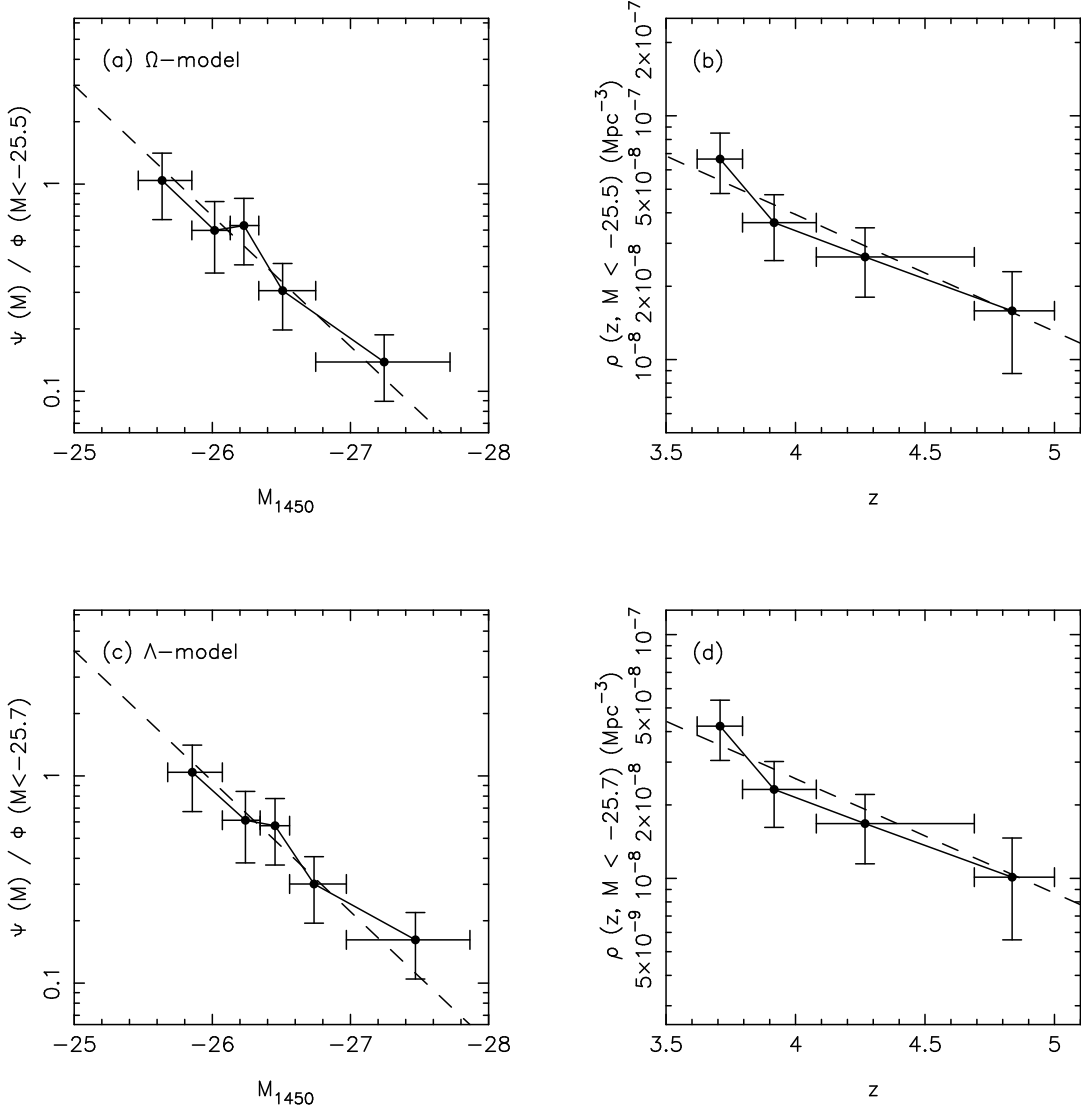 (a) Ω−model
Ψ (M) / Φ (M<−25.5)
1
0.1
−25 −26 −27 −28
M1450
(b)
ρ (z, M < −25.5) (Mpc−3)
2×10−7
10−7
5×10−8
2×10−8
10−8
3.5 4 4.5 5
z
(c) Λ−model
Ψ (M) / Φ (M<−25.7)
1
0.1
−25 −26 −27 −28
M1450
(d)
ρ (z, M < −25.7) (Mpc−3)
10−7
5×10−8
2×10−8
10−8
5×10−9
3.5 4 4.5 5
z